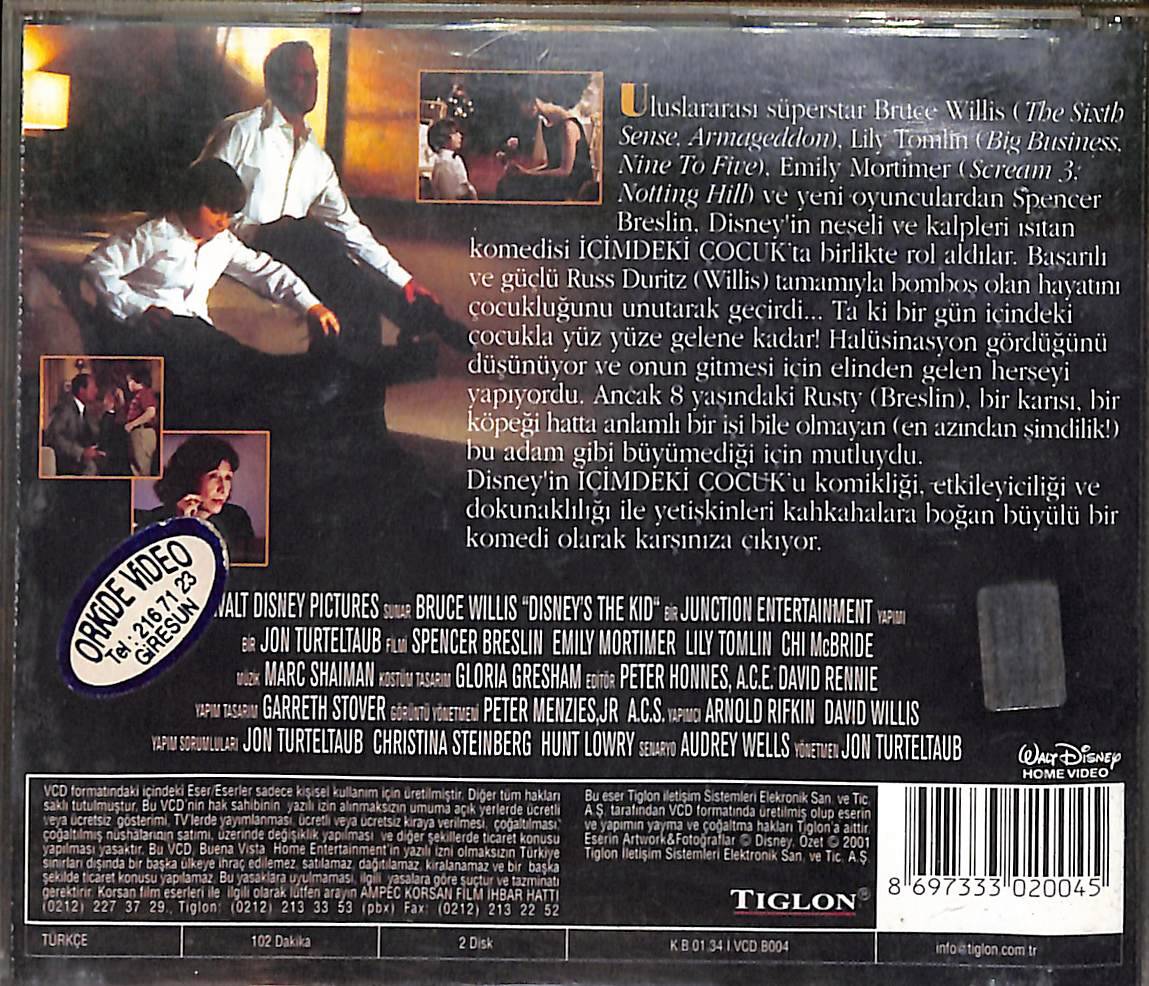 Uluslararası süperstar Bruce Willis (The Sixth
Sense, Armageddon), Lily Tomlin (Big Business,
Nine To Five), Emily Mortimer (Scream 3;
Notting Hill) ve yeni oyunculardan Spencer
Breslin, Disney'in neşeli ve kalpleri ısıtan
komedisi İÇİMDEKİ ÇOCUK'ta birlikte rol aldılar. Başarılı
ve güçlü Russ Duritz (Willis) tamamıyla bomboş olan hayatını
çocukluğunu unutarak geçirdi... Ta ki bir gün içindeki
çocukla yüz yüze gelene kadar! Halüsinasyon gördüğünü
düşünüyor ve onun gitmesi için elinden gelen herşeyi
yapıyordu. Ancak 8 yaşındaki Rusty (Breslin), bir karısı, bir
köpeği hatta anlamlı bir işi bile olmayan (en azından şimdilik!)
bu adam gibi büyümediği için mutluydu.
Disney'in İÇİMDEKİ ÇOCUK'u komikliği, etkileyiciliği ve
dokunaklılığı ile yetişkinleri kahkahalara boğan büyülü bir
komedi olarak karşınıza çıkıyor.
ORKiDE ViDEO
Tel : 216 71 23
GiRESUN
WALT DISNEY PICTURES SUNAR BRUCE WILLIS "DISNEY'S THE KID" BİR JUNCTION ENTERTAINMENT YAPIMI
BİR JON TURTELTAUB FİLMİ SPENCER BRESLIN EMILY MORTIMER LILY TOMLIN CHI McBRIDE
MÜZİK MARC SHAIMAN KOSTÜM TASARIM GLORIA GRESHAM EDİTÖR PETER HONNES, A.C.E. DAVID RENNIE
YAPIM TASARIM GARRETH STOVER GÖRÜNTÜ YÖNETMENİ PETER MENZIES,JR A.C.S. YAPIMCI ARNOLD RIFKIN DAVID WILLIS
YAPIM SORUMLULARI JON TURTELTAUB CHRISTINA STEINBERG HUNT LOWRY SENARYO AUDREY WELLS YÖNETMEN JON TURTELTAUB
WALT DISNEY
HOME VIDEO
VCD formatındaki içindeki Eser/Eserler sadece kişisel kullanım için üretilmiştir. Diğer tüm hakları
saklı tutulmuştur. Bu VCD'nin hak sahibinin yazılı izin alınmaksızın umuma açık yerlerde ücretli
veya ücretsiz gösterimi, TV'lerde yayımlanması, ücretli veya ücretsiz kiraya verilmesi, çoğaltılması,
çoğaltılmış nüshalarının satımı, üzerinde değişiklik yapılması ve diğer şekillerde ticaret konusu
yapılması yasaktır. Bu VCD, Buena Vista Home Entertainment'in yazılı izni olmaksızın Türkiye
sınırları dışında bir başka ülkeye ihraç edilemez, satılamaz, dağıtılamaz, kiralanamaz ve bir başka
şekilde ticaret konusu yapılamaz. Bu yasaklara uyulmaması, ilgili yasalara göre suçtur ve tazminatı
gerektirir. Korsan film eserleri ile ilgili olarak lütfen arayın AMPEC KORSAN FİLM İHBAR HATTI
(0212) 227 37 29., Tiglon: (0212) 213 33 53 (pbx) Fax: (0212) 213 22 52
Bu eser Tiglon İletişim Sistemleri Elekronik San. ve Tic.
A.Ş. tarafından VCD formatında üretilmiş olup eserin
ve yapımın yayma ve çoğaltma hakları Tiglon'a aittir.
Eserin Artwork&Fotoğraflar © Disney, Özet © 2001
Tiglon İletişim Sistemleri Elektronik San. ve Tic. A.Ş.
TIGLON®
8 697333 020045
TÜRKÇE
102 Dakika
2 Disk
K.B.01.34.İ.VCD.B004
info@tiglon.com.tr